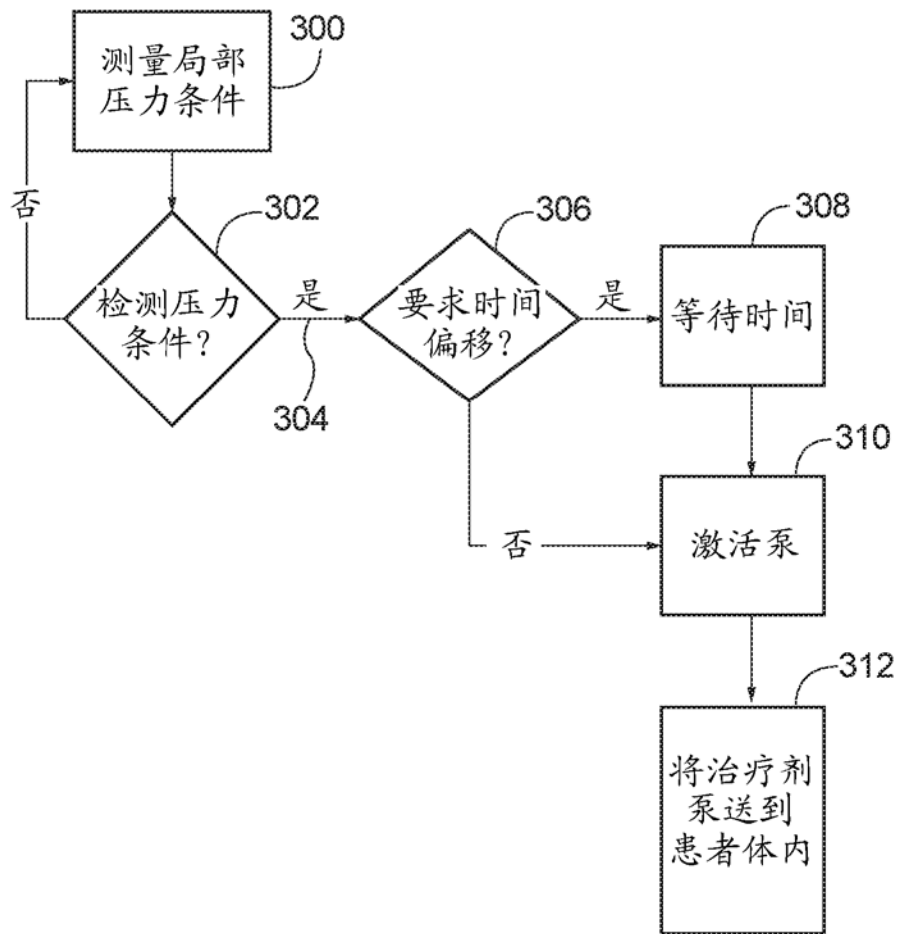 300
测量局部
压力条件
否
302
检测压力
条件?
是
304
306
要求时间
偏移?
是
否
308
等待时间
310
激活泵
312
将治疗剂
泵送到
患者体内